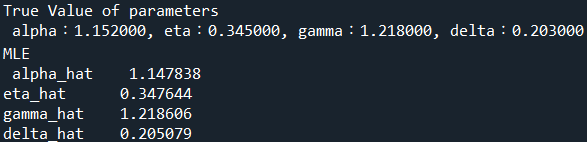 True Value of parameters
alpha：1.152000, eta：0.345000, gamma：1.218000, delta：0.203000
MLE
alpha_hat    1.147838
eta_hat      0.347644
gamma_hat    1.218606
delta_hat    0.205079